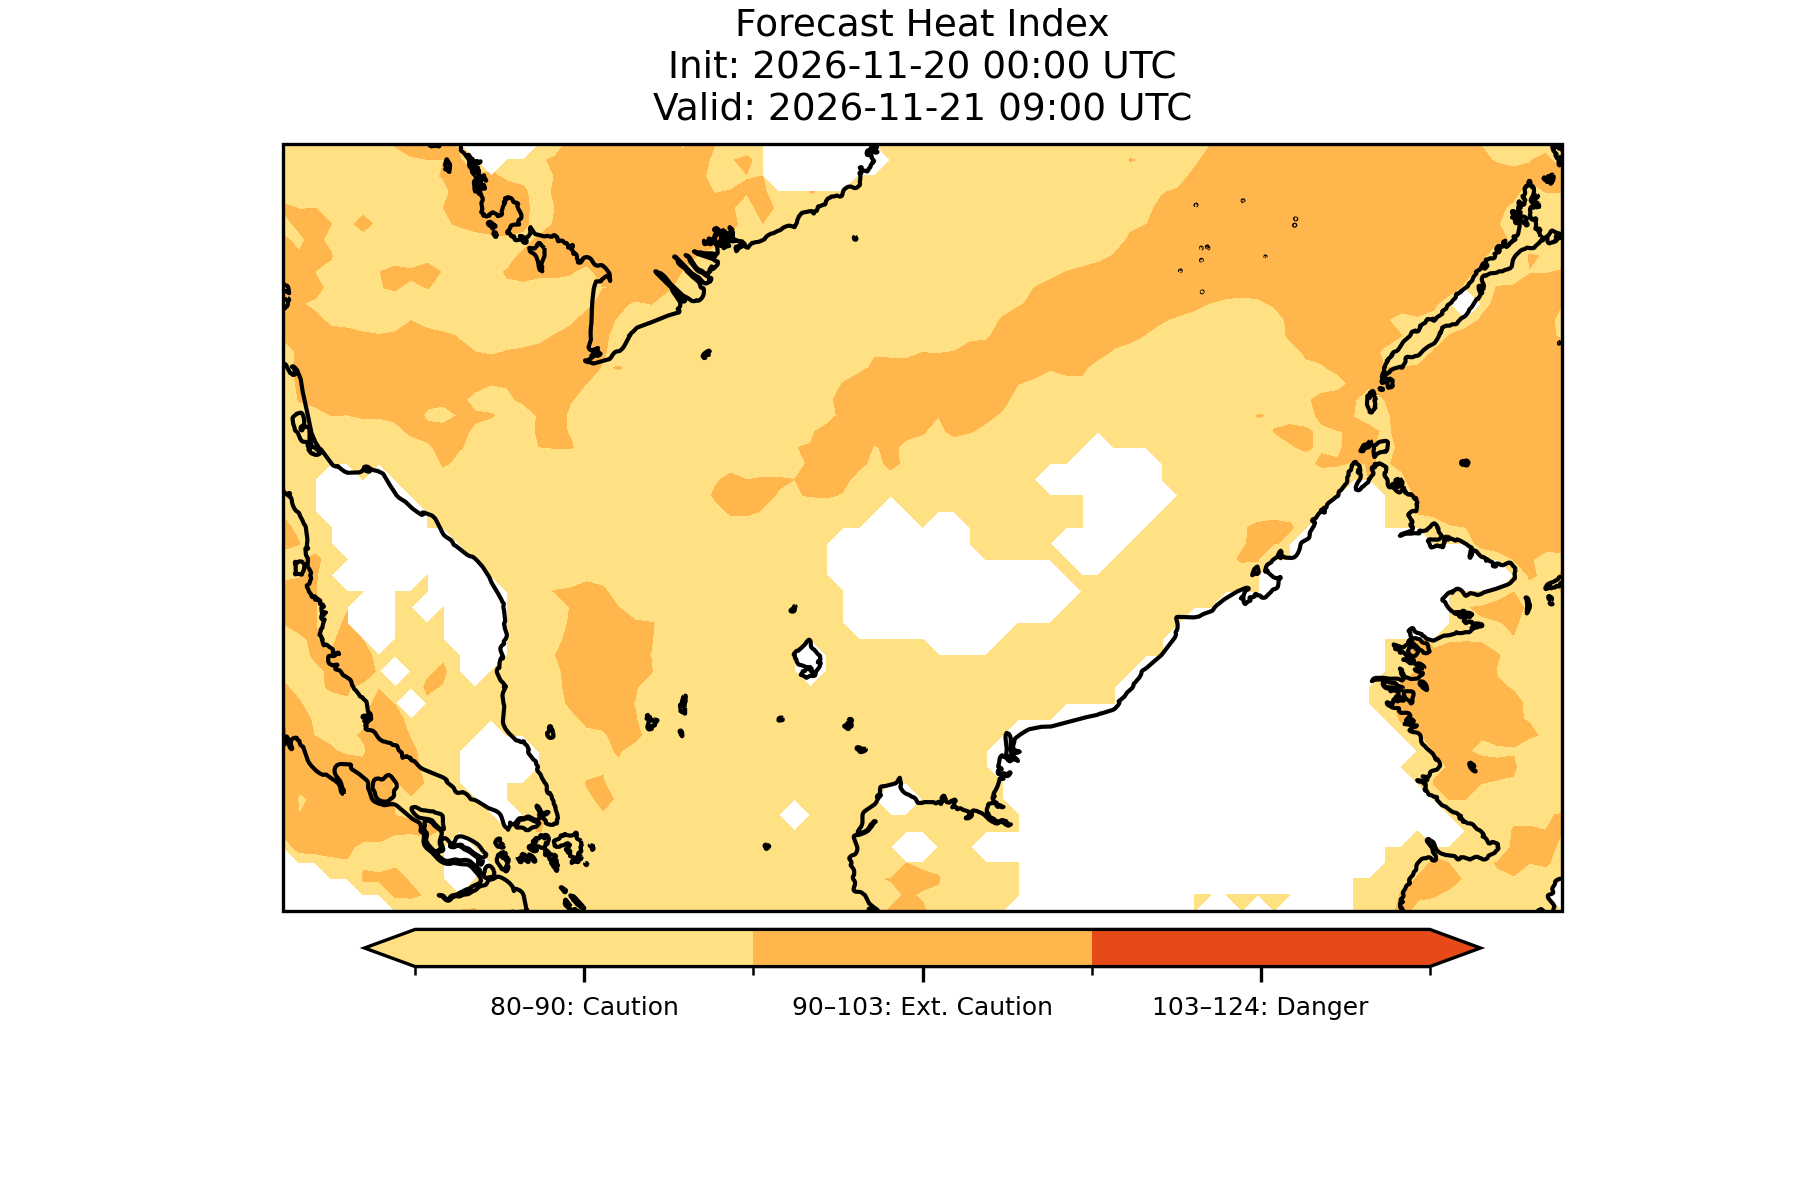 Forecast Heat Index
Init: 2026-11-20 00:00 UTC
Valid: 2026-11-21 09:00 UTC
80–90: Caution
90–103: Ext. Caution
103–124: Danger